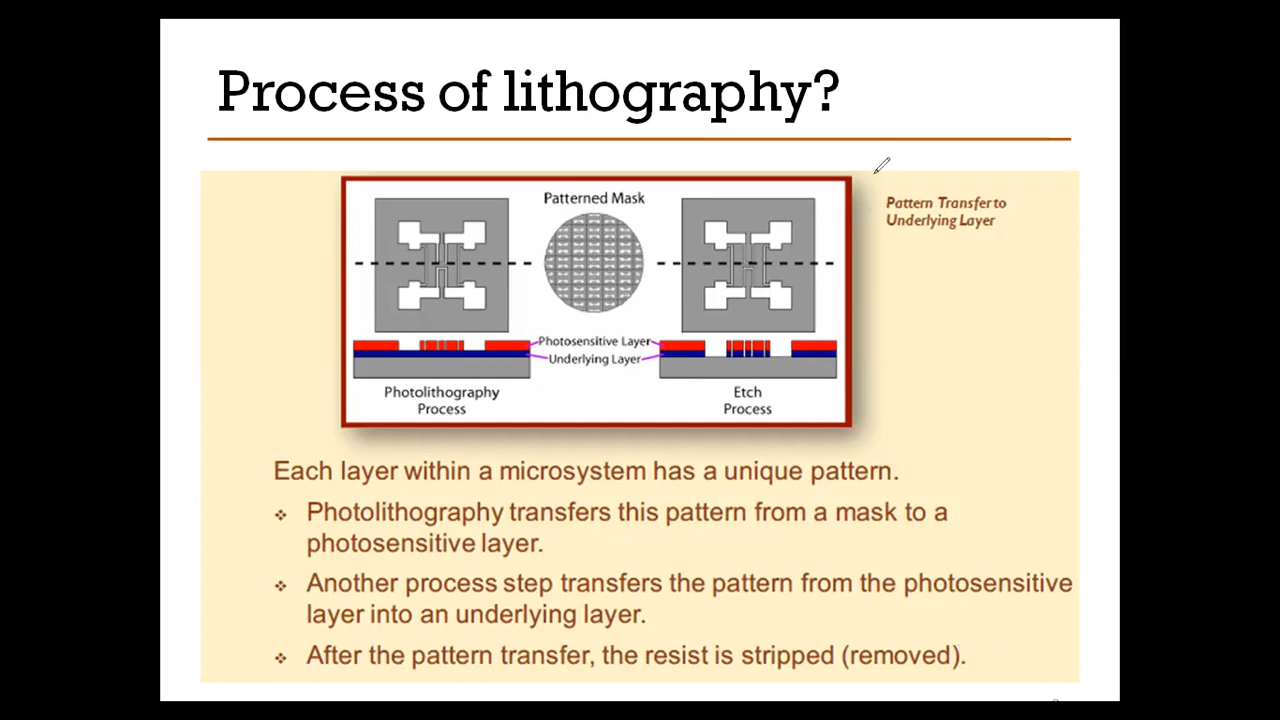 Process of lithography?
Patterned Mask
Pattern Transfer to
Underlying Layer
Photosensitive Layer
Underlying Layer
Photolithography
Process
Etch
Process
Each layer within a microsystem has a unique pattern.
Photolithography transfers this pattern from a mask to a
photosensitive layer.
Another process step transfers the pattern from the photosensitive
layer into an underlying layer.
After the pattern transfer, the resist is stripped (removed).